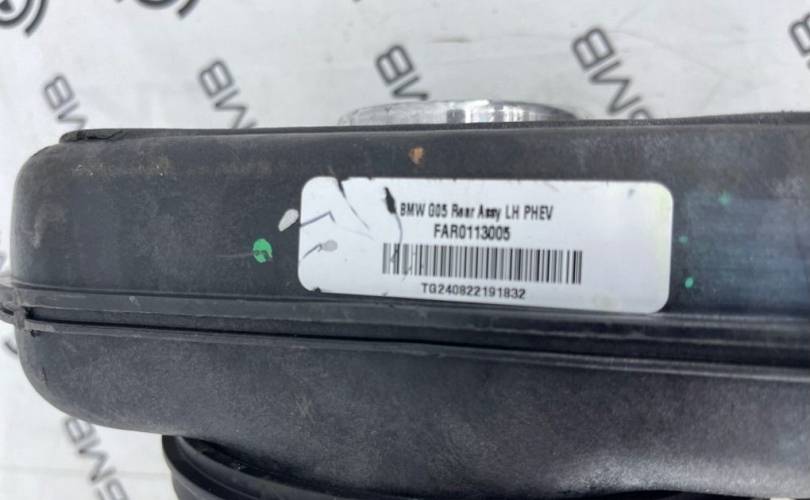 BMW G05 Rear Assy LH PHEV
FAR0113005
TG240822191832